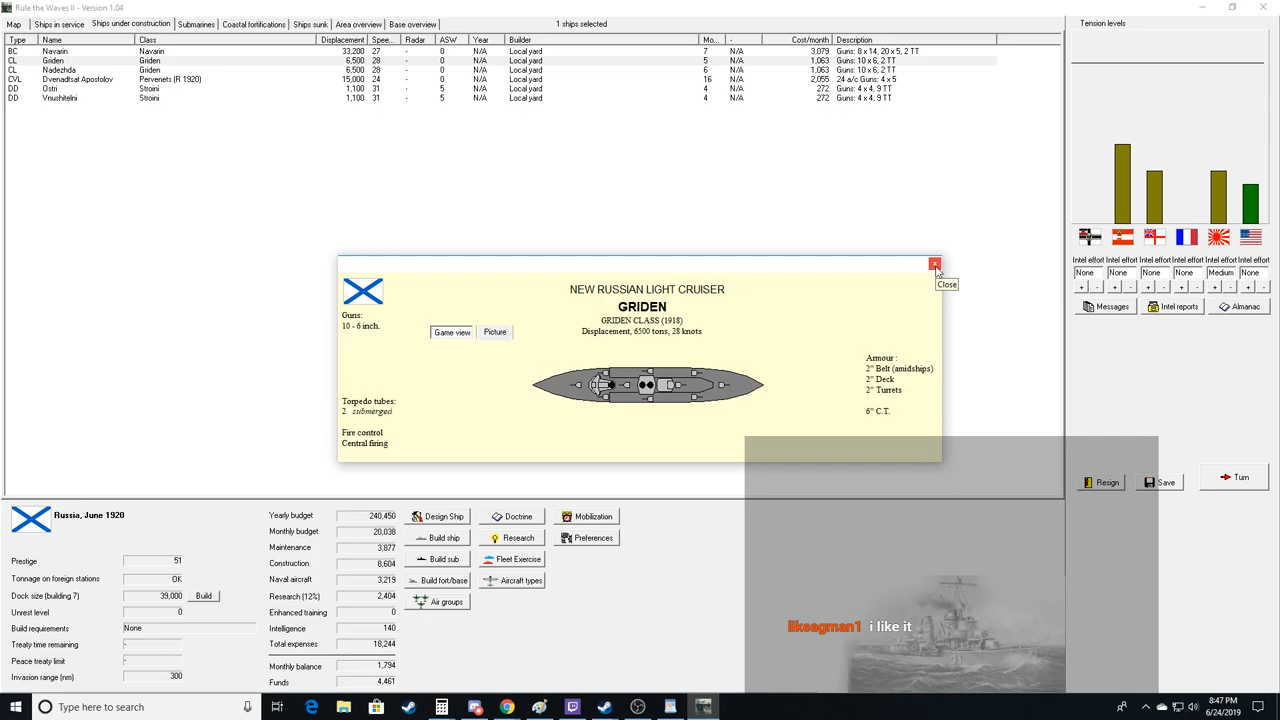 Rule the Waves II - Version 1.04
Map Ships in service Ships under construction Submarines Coastal fortifications Ships sunk Area overview Base overview 1 ships selected
Type Name Class Displacement Spee... Radar ASW Year Builder Mo... - Cost/month Description
BC Navarin Navarin 33,200 27 - 0 N/A Local yard 7 N/A 3,079 Guns: 8 x 14, 20 x 5, 2 TT
CL Griden Griden 6,500 28 - 0 N/A Local yard 5 N/A 1,063 Guns: 10 x 6, 2 TT
CL Nadezhda Griden 6,500 28 - 0 N/A Local yard 6 N/A 1,063 Guns: 10 x 6, 2 TT
CVL Dvenadtsat Apostolov Pervenets (R 1920) 15,000 24 - 0 N/A Local yard 16 N/A 2,055 24 a/c Guns: 4 x 5
DD Ostri Stroini 1,100 31 - 5 N/A Local yard 4 N/A 272 Guns: 4 x 4, 9 TT
DD Vnushitelni Stroini 1,100 31 - 5 N/A Local yard 4 N/A 272 Guns: 4 x 4, 9 TT
Tension levels
Intel effort Intel effort Intel effort Intel effort Intel effort Intel effort
None None None None Medium None
+ - + - + - + - + - + -
Messages Intel reports Almanac
Close
NEW RUSSIAN LIGHT CRUISER
GRIDEN
GRIDEN CLASS (1918)
Displacement, 6500 tons, 28 knots
Guns:
10 - 6 inch.
Game view Picture
Armour :
2" Belt (amidships)
2" Deck
2" Turrets
6" C.T.
Torpedo tubes:
2 submerged
Fire control
Central firing
Resign Save Turn
Russia, June 1920
Prestige 51
Tonnage on foreign stations OK
Dock size (building 7) 39,000 Build
Unrest level 0
Build requirements None
Treaty time remaining -
Peace treaty limit -
Invasion range (nm) 300
Yearly budget 240,450
Monthly budget 20,038
Maintenance 3,877
Construction 8,604
Naval aircraft 3,219
Research (12%) 2,404
Enhanced training 0
Intelligence 140
Total expenses 18,244
Monthly balance 1,794
Funds 4,461
Design Ship Doctrine Mobilization
Build ship Research Preferences
Build sub Fleet Exercise
Build fort/base Aircraft types
Air groups
liksagman1 i like it
Type here to search
8:47 PM
6/24/2019